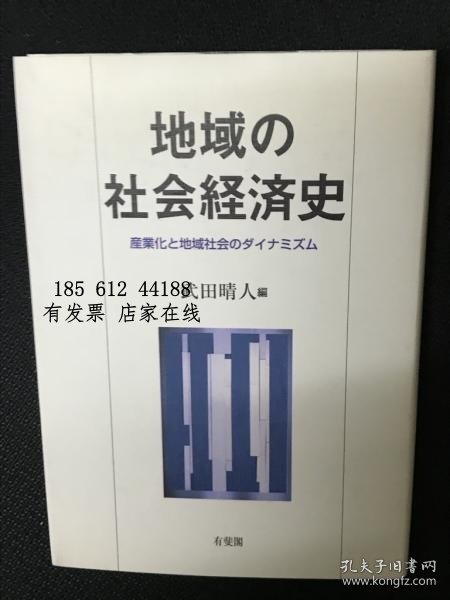 地域の
社会経済史
産業化と地域社会のダイナミズム
185 612 44188
武田晴人編
有发票 店家在线
有斐閣
孔夫子旧书网
www.kongfz.com